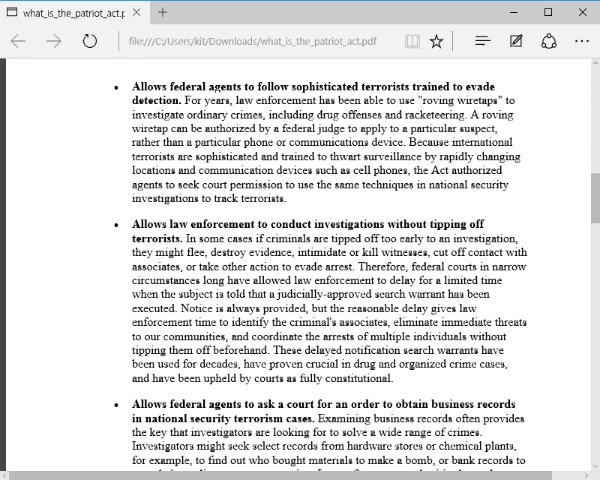 what_is_the_patriot_act.p
file:///C:/Users/kit/Downloads/what_is_the_patriot_act.pdf
• Allows federal agents to follow sophisticated terrorists trained to evade
detection. For years, law enforcement has been able to use "roving wiretaps" to
investigate ordinary crimes, including drug offenses and racketeering. A roving
wiretap can be authorized by a federal judge to apply to a particular suspect,
rather than a particular phone or communications device. Because international
terrorists are sophisticated and trained to thwart surveillance by rapidly changing
locations and communication devices such as cell phones, the Act authorized
agents to seek court permission to use the same techniques in national security
investigations to track terrorists.
• Allows law enforcement to conduct investigations without tipping off
terrorists. In some cases if criminals are tipped off too early to an investigation,
they might flee, destroy evidence, intimidate or kill witnesses, cut off contact with
associates, or take other action to evade arrest. Therefore, federal courts in narrow
circumstances long have allowed law enforcement to delay for a limited time
when the subject is told that a judicially-approved search warrant has been
executed. Notice is always provided, but the reasonable delay gives law
enforcement time to identify the criminal's associates, eliminate immediate threats
to our communities, and coordinate the arrests of multiple individuals without
tipping them off beforehand. These delayed notification search warrants have
been used for decades, have proven crucial in drug and organized crime cases,
and have been upheld by courts as fully constitutional.
• Allows federal agents to ask a court for an order to obtain business records
in national security terrorism cases. Examining business records often provides
the key that investigators are looking for to solve a wide range of crimes.
Investigators might seek select records from hardware stores or chemical plants,
for example, to find out who bought materials to make a bomb, or bank records to